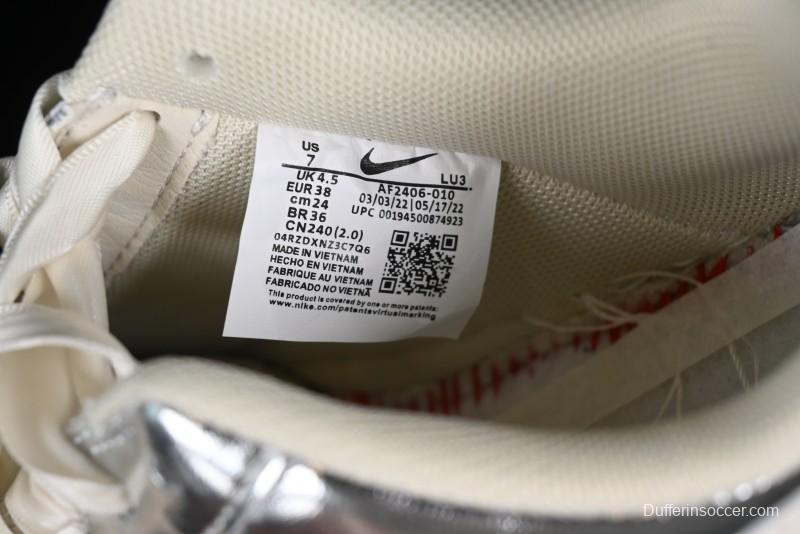 US
7
LU3
UK 4.5
AF2406-010
EUR 38
03/03/22|05/17/22
cm 24
UPC 00194500874923
BR 36
CN 240 (2.0)
04RZDXNZ3C7Q6
MADE IN VIETNAM
HECHO EN VIETNAM
FABRIQUE AU VIETNAM
FABRICADO NO VIETNÃ
This product is covered by one or more patents:
www.nike.com/patentsvirtualmarking
Dufferinsoccer.com